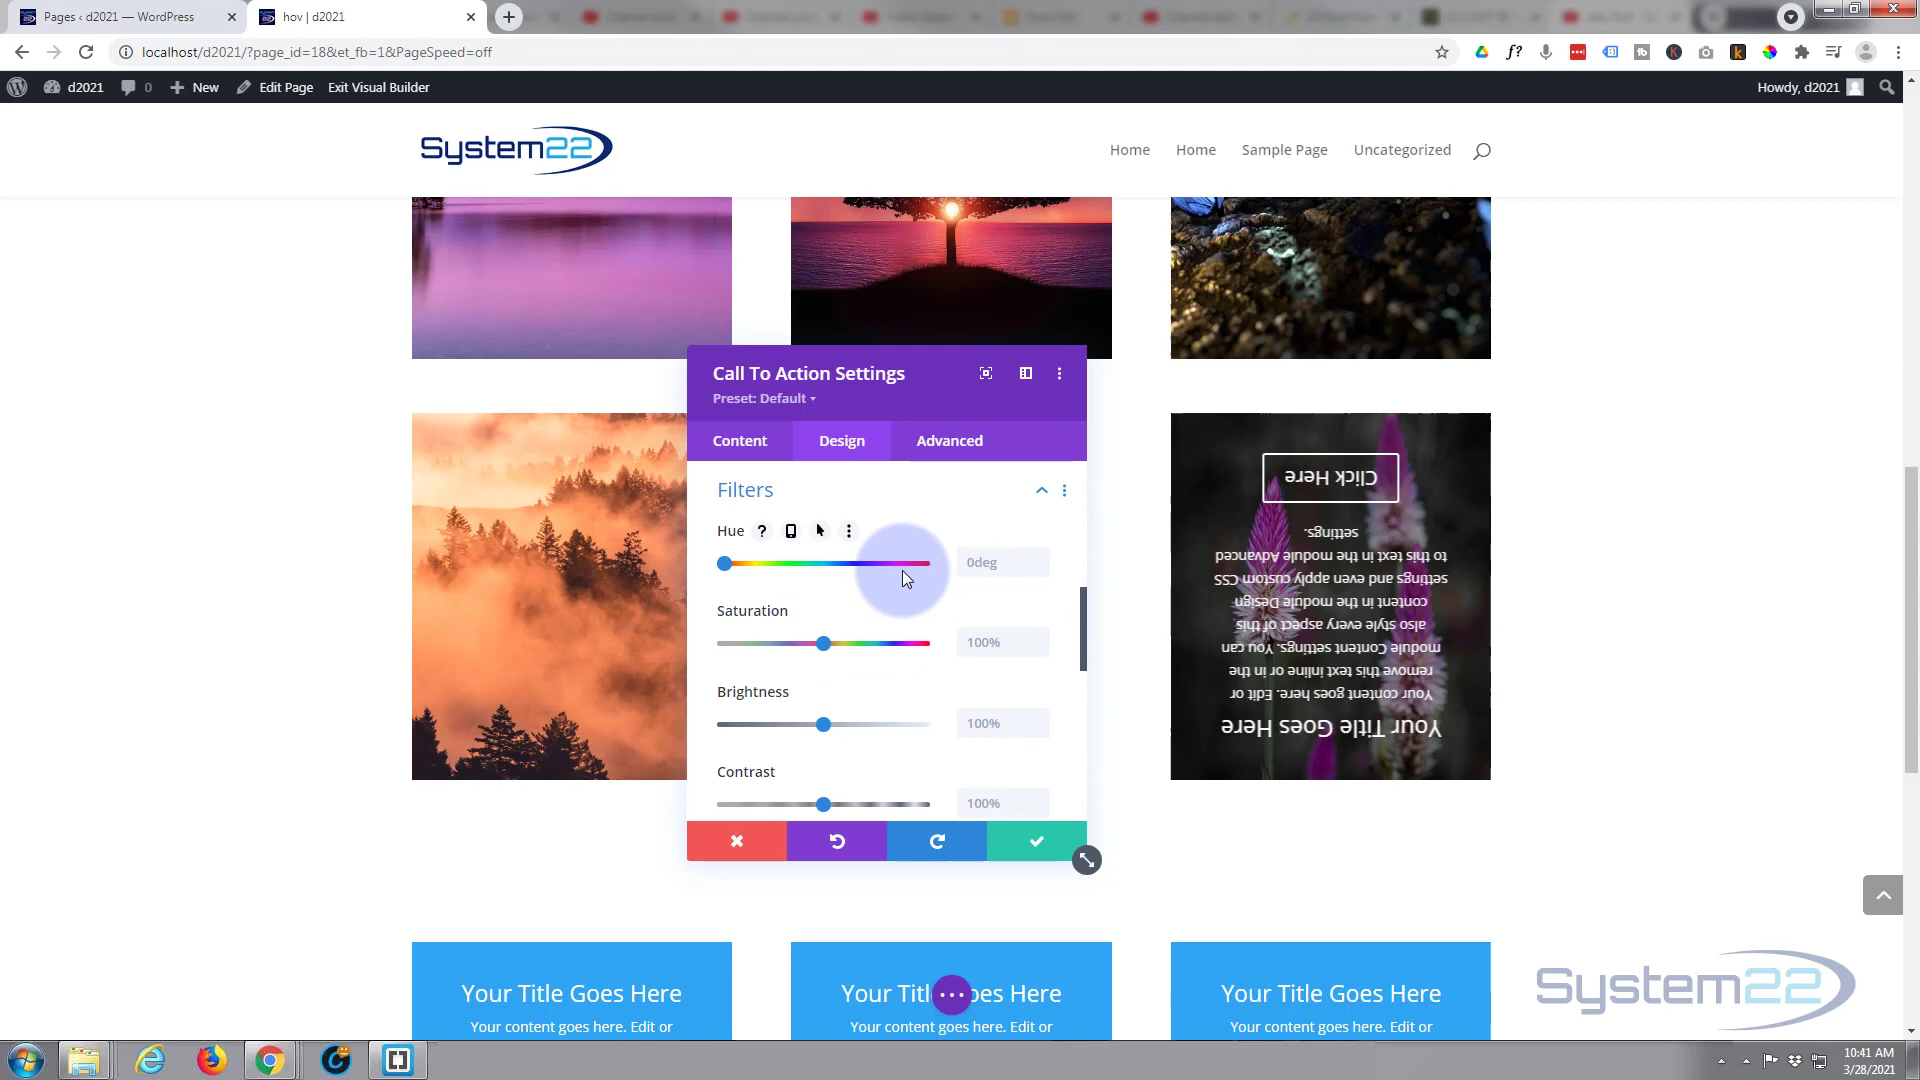 Pages ‹ d2021 — WordPress
hov | d2021
localhost/d2021/?page_id=18&et_fb=1&PageSpeed=off
d2021
0
New
Edit Page
Exit Visual Builder
Howdy, d2021
System22
Home
Home
Sample Page
Uncategorized
Call To Action Settings
Preset: Default
Content
Design
Advanced
Filters
Hue
?
0deg
Saturation
100%
Brightness
100%
Contrast
100%
Your Title Goes Here
Your content goes here. Edit or
remove this text inline or in the
module Content settings. You can
also style every aspect of this
content in the module Design
settings and even apply custom CSS
to this text in the module Advanced
settings.
Click Here
Your Title Goes Here
Your content goes here. Edit or
Your Titl oes Here
Your content goes here. Edit or
Your Title Goes Here
Your content goes here. Edit or
System22
10:41 AM
3/28/2021